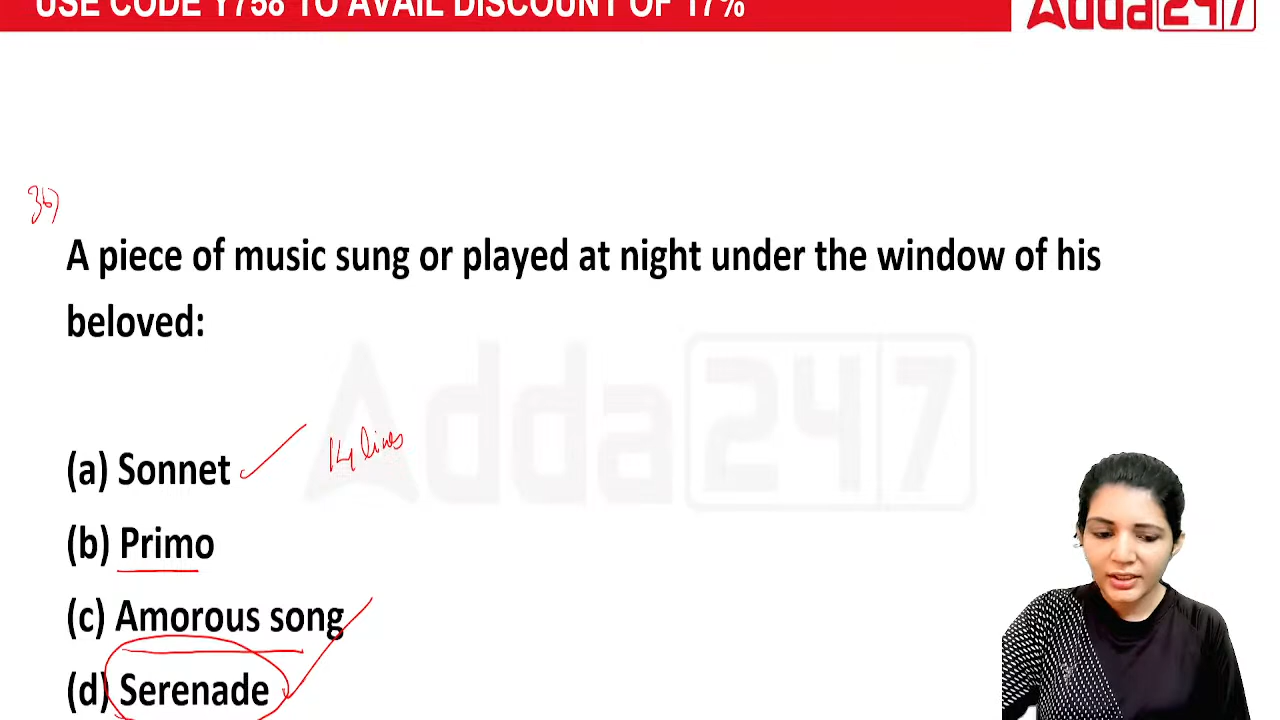 USE CODE Y758 TO AVAIL DISCOUNT OF 17%
Adda247
36)
A piece of music sung or played at night under the window of his
beloved:
Adda247
(a) Sonnet
14 lines
(b) Primo
(c) Amorous song
(d) Serenade